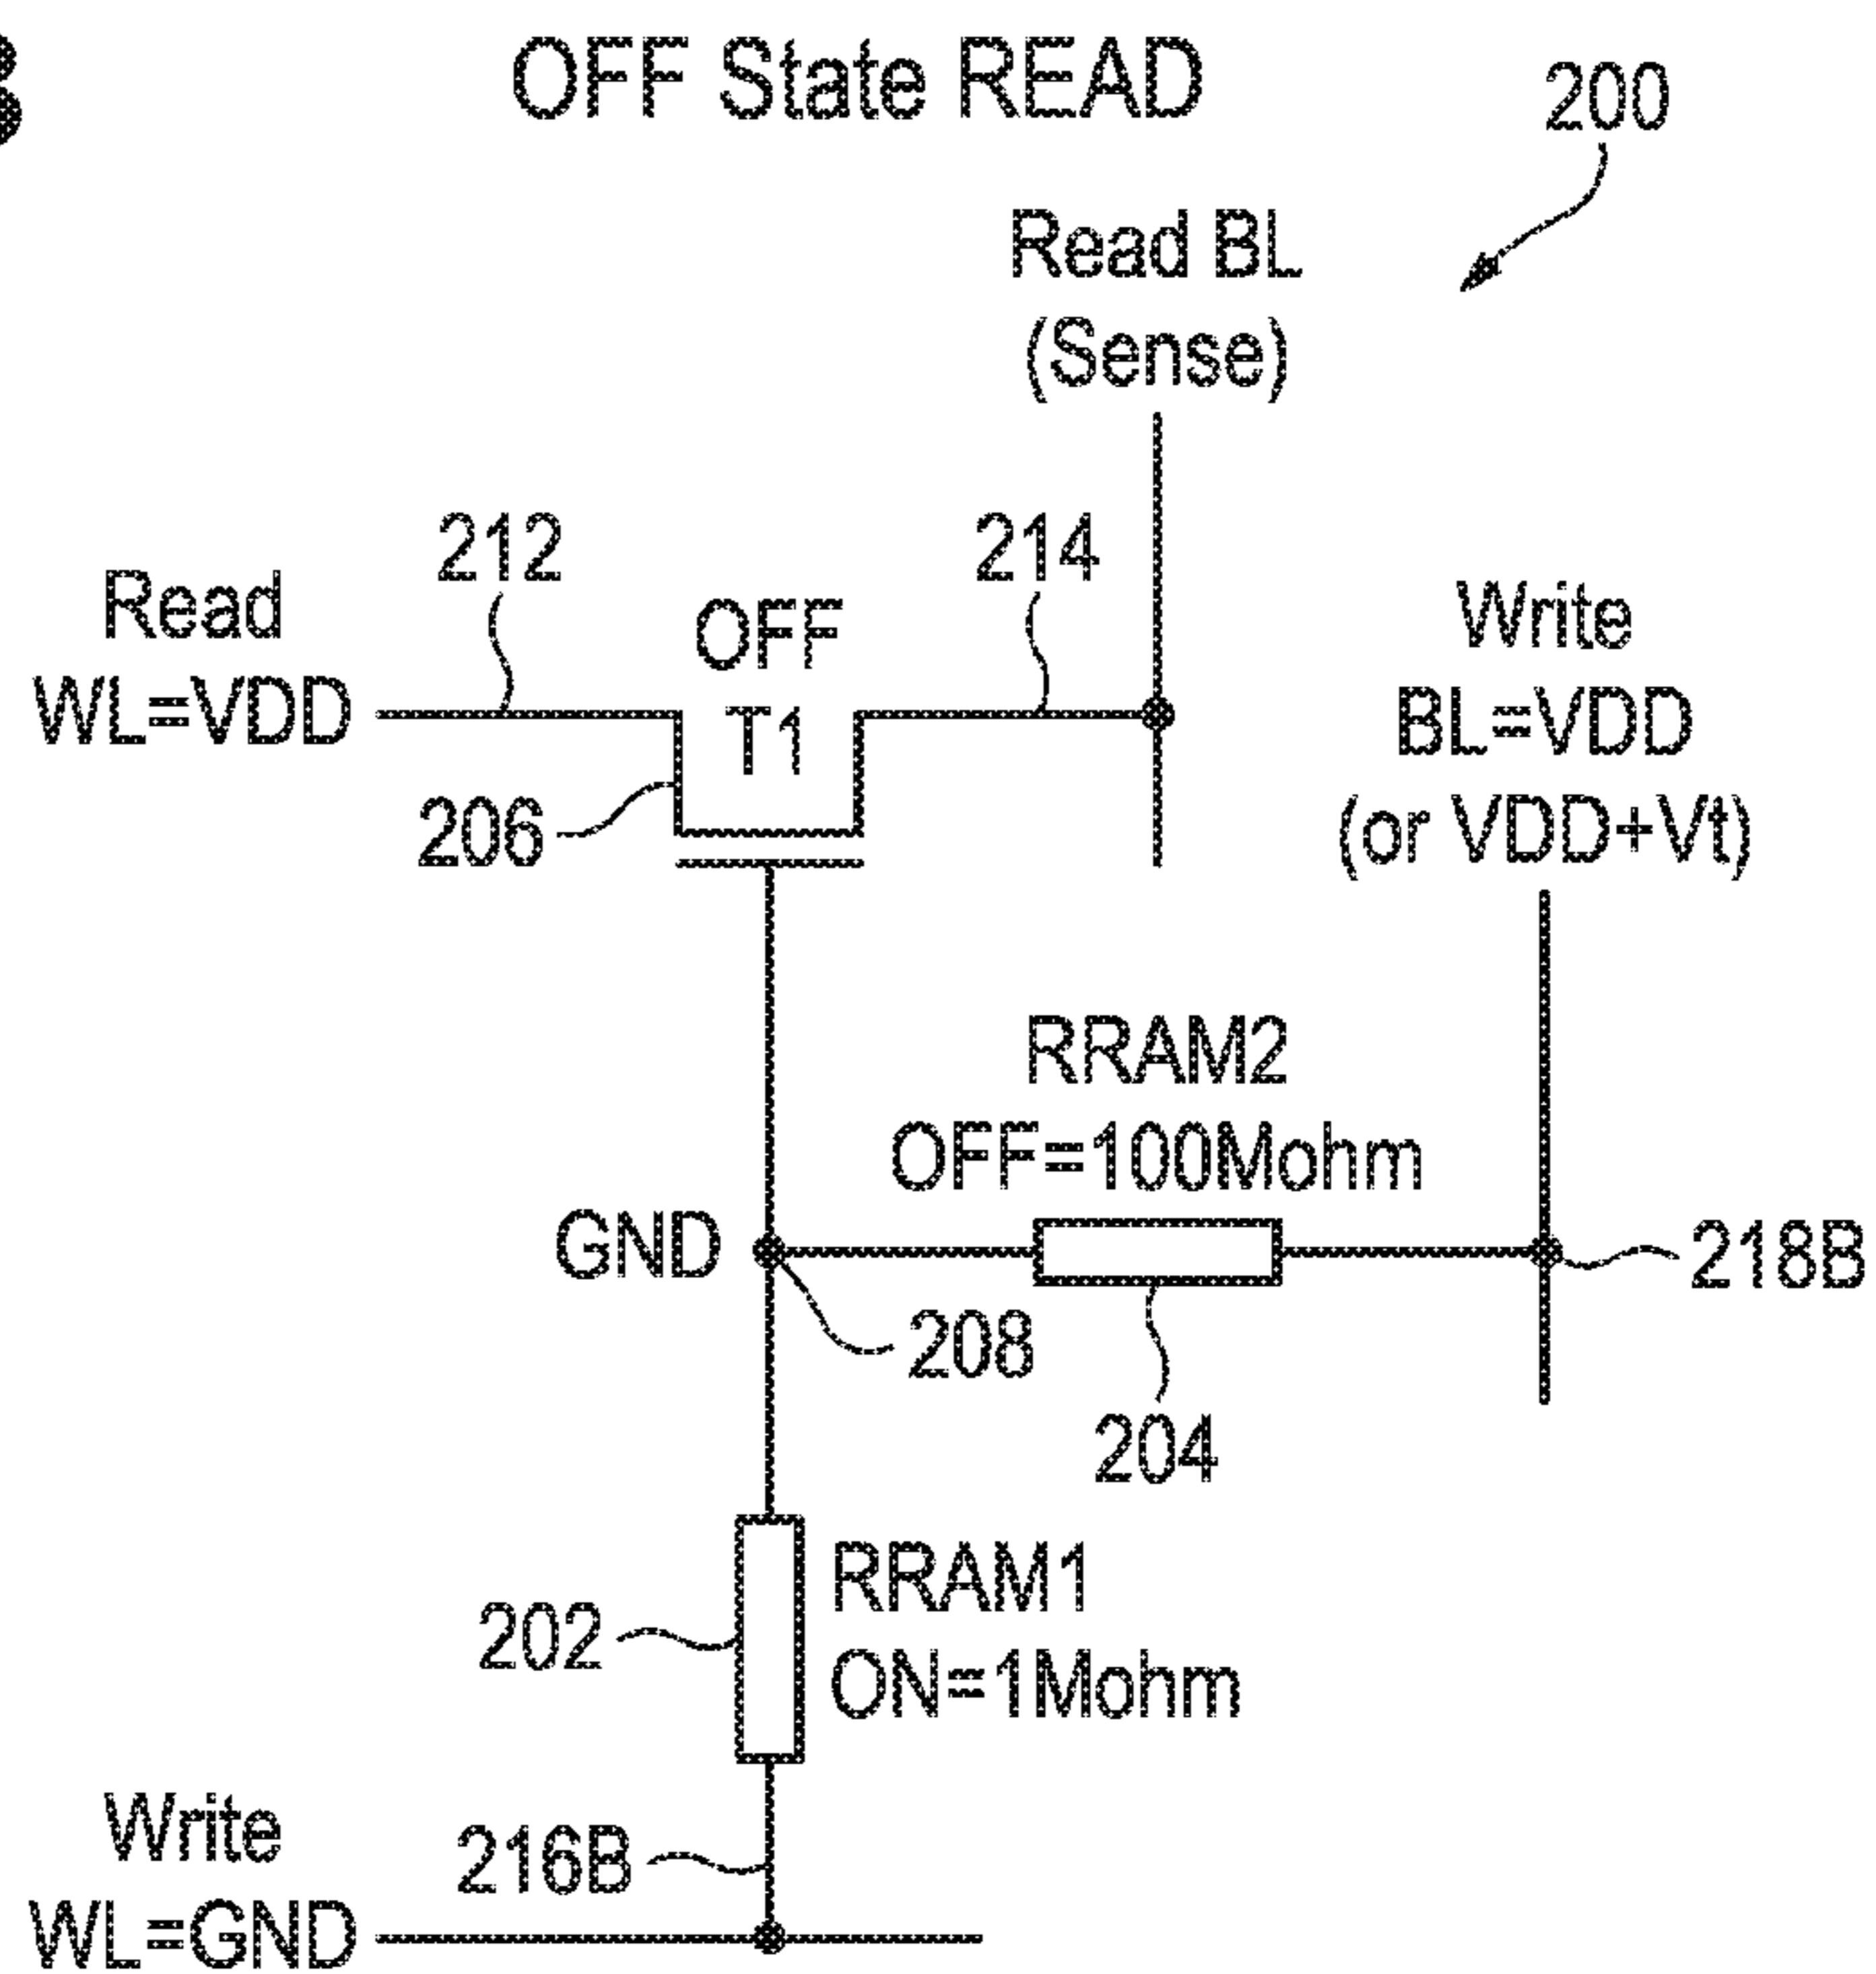 B
OFF State READ
200
Read BL
(Sense)
212
214
Read
WL=VDD
OFF
T1
Write
BL=VDD
(or VDD+Vt)
206
RRAM2
OFF=100Mohm
GND
218B
208
204
RRAM1
ON=1Mohm
202
Write
WL=GND
216B